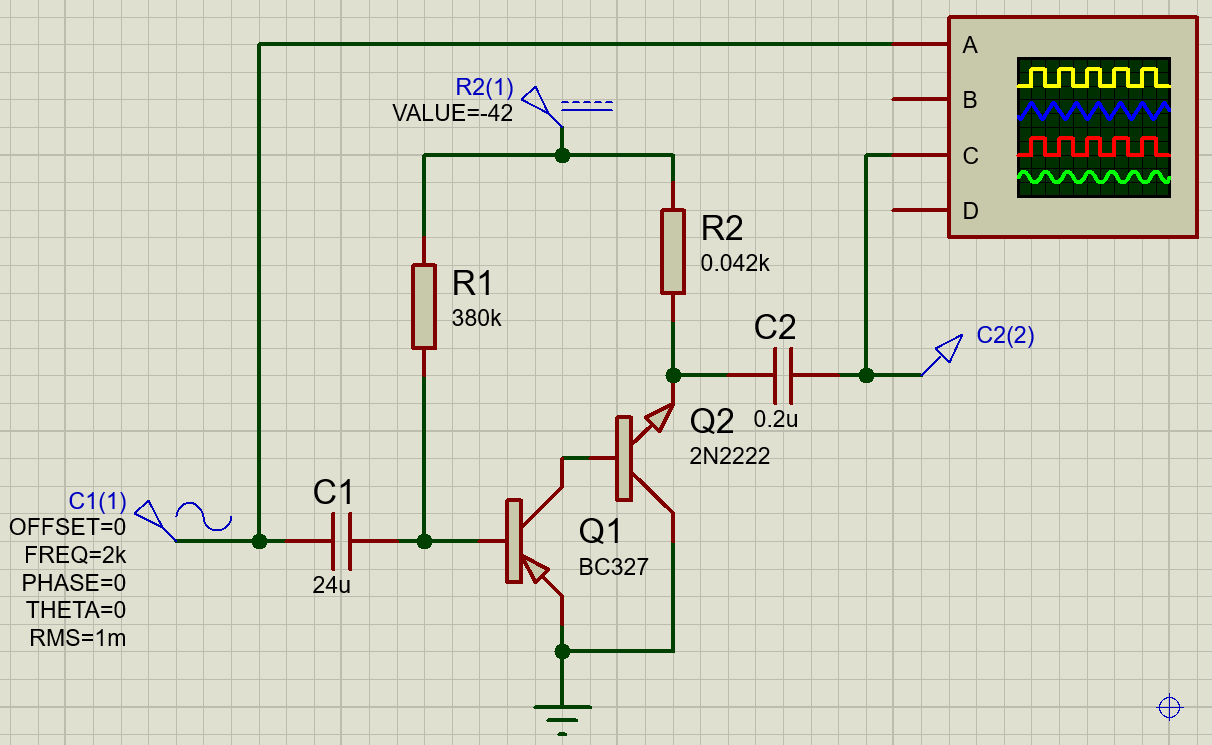 A
R2(1)
VALUE=-42
B
C
D
R2
0.042k
R1
380k
C2
0.2u
C2(2)
Q2
2N2222
C1(1)
OFFSET=0
FREQ=2k
PHASE=0
THETA=0
RMS=1m
C1
24u
Q1
BC327